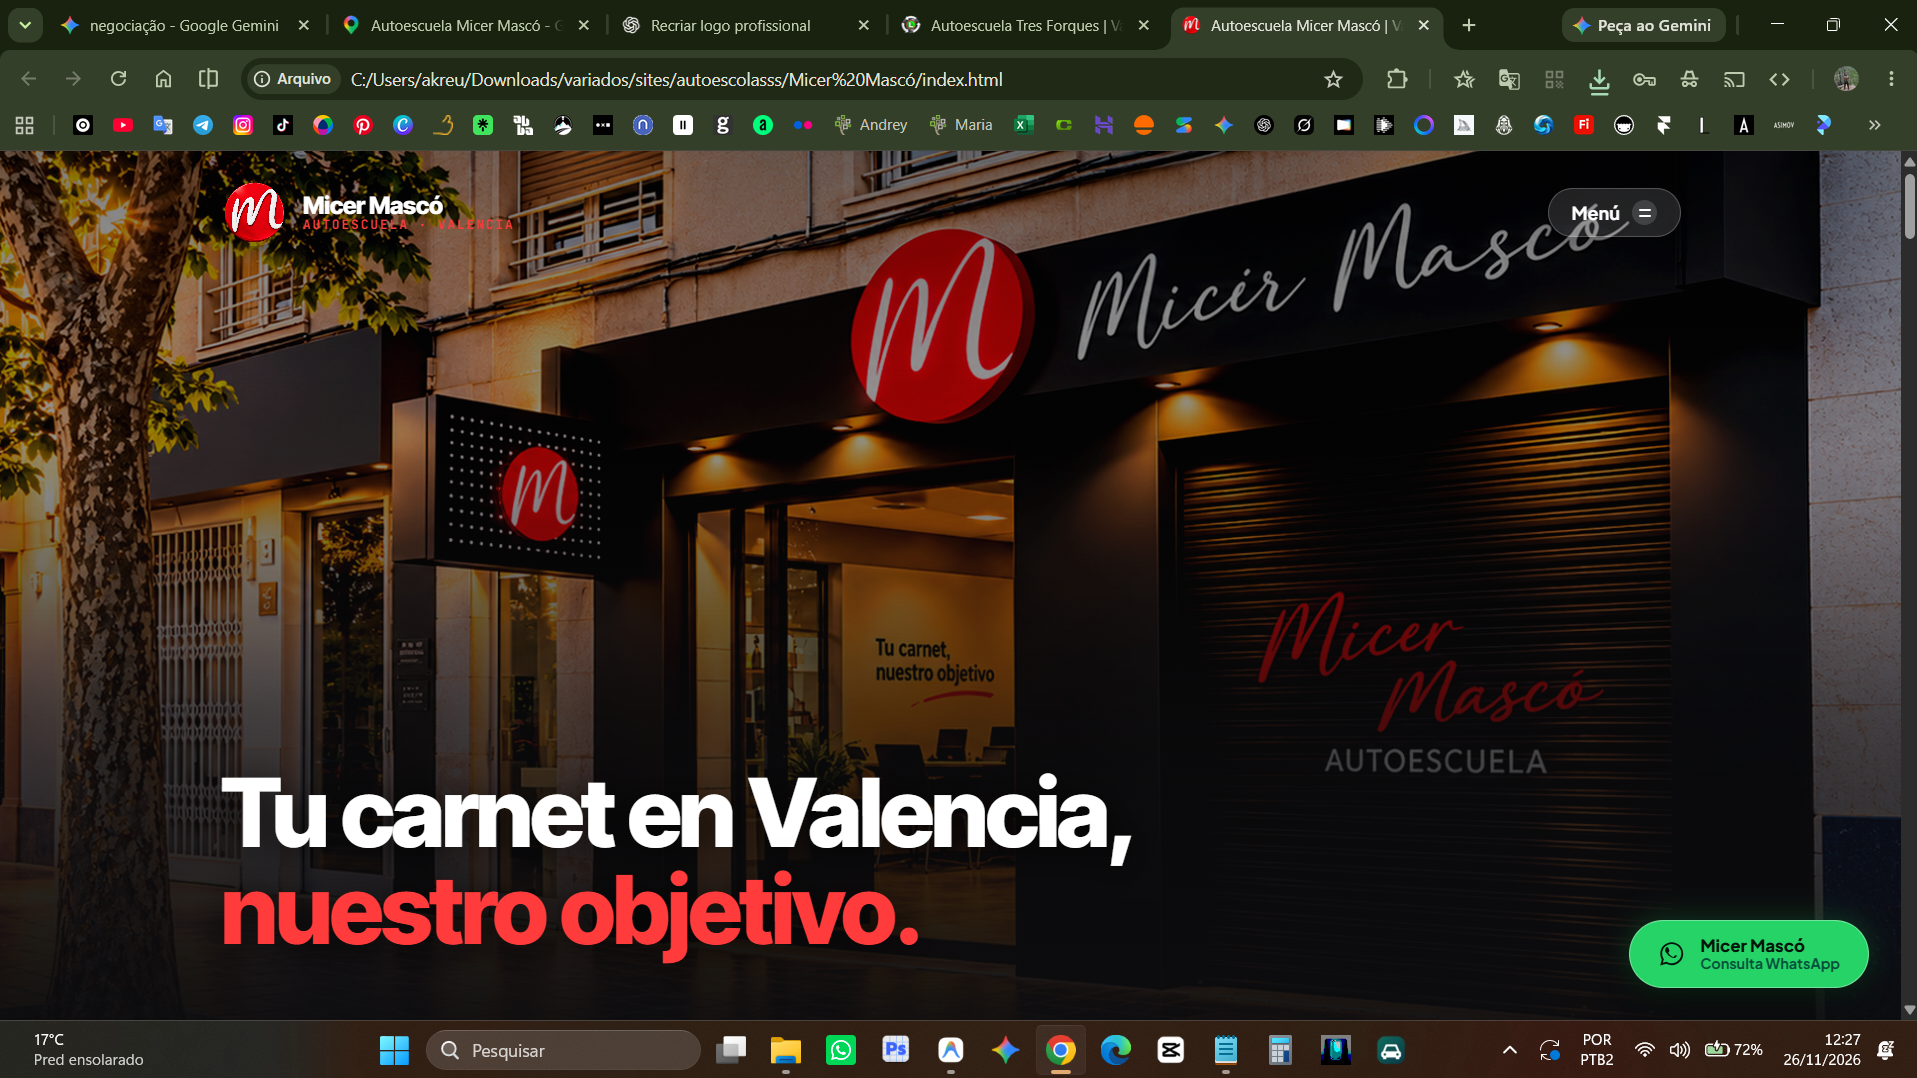 negociação - Google Gemini
Autoescuela Micer Mascó - G
Recriar logo profissional
Autoescuela Tres Forques | Va
Autoescuela Micer Mascó | V
Peça ao Gemini
Arquivo
C:/Users/akreu/Downloads/variados/sites/autoescolasss/Micer%20Mascó/index.html
Andrey
Maria
ASIMOV
Micer Mascó
AUTOESCUELA · VALENCIA
Menú
M
Micer Mascó
M
Tu carnet,
nuestro objetivo
Micer
Mascó
AUTOESCUELA
Tu carnet en Valencia,
nuestro objetivo.
Micer Mascó
Consulta WhatsApp
17°C
Pred ensolarado
Pesquisar
POR
PTB2
72%
12:27
26/11/2026